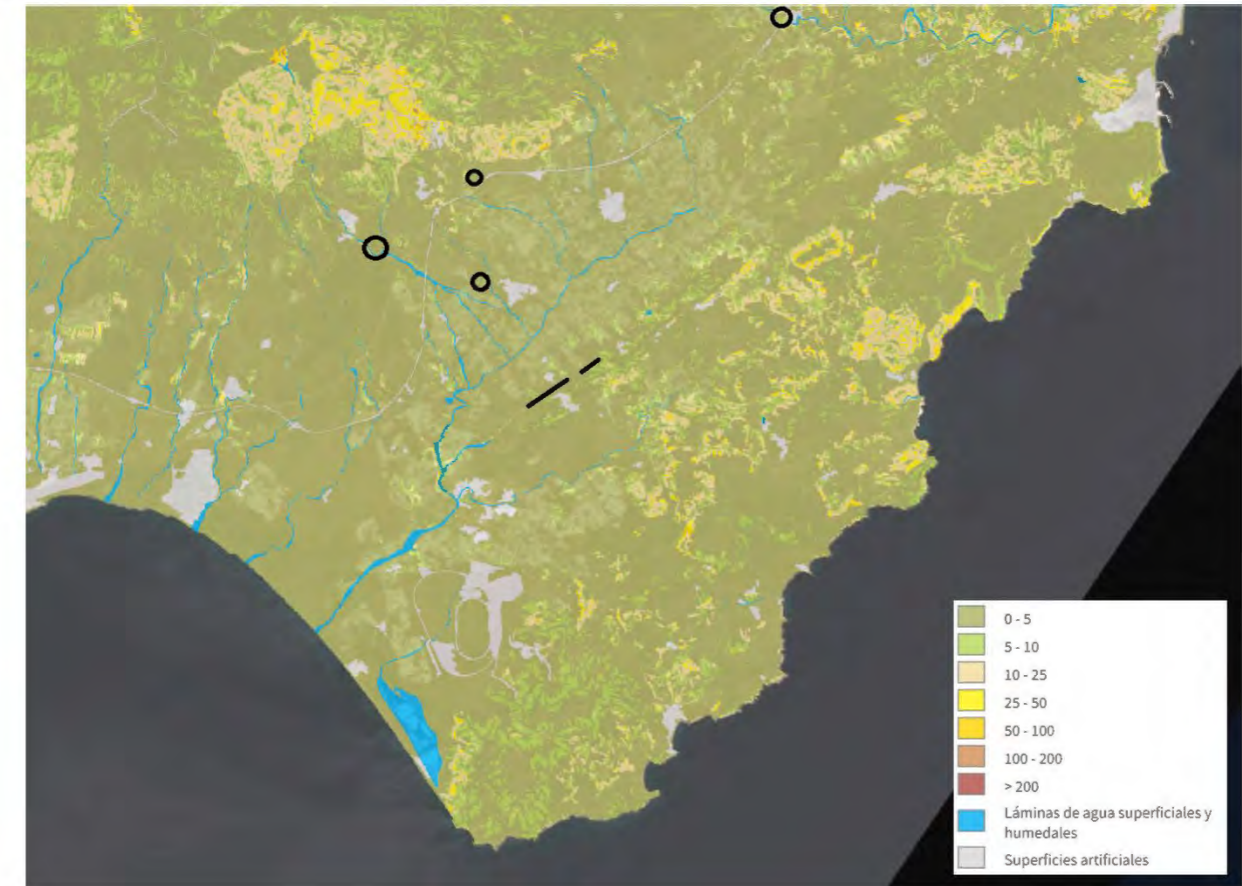 0 - 5
5 - 10
10 - 25
25 - 50
50 - 100
100 - 200
> 200
Láminas de agua superficiales y
humedales
Superficies artificiales